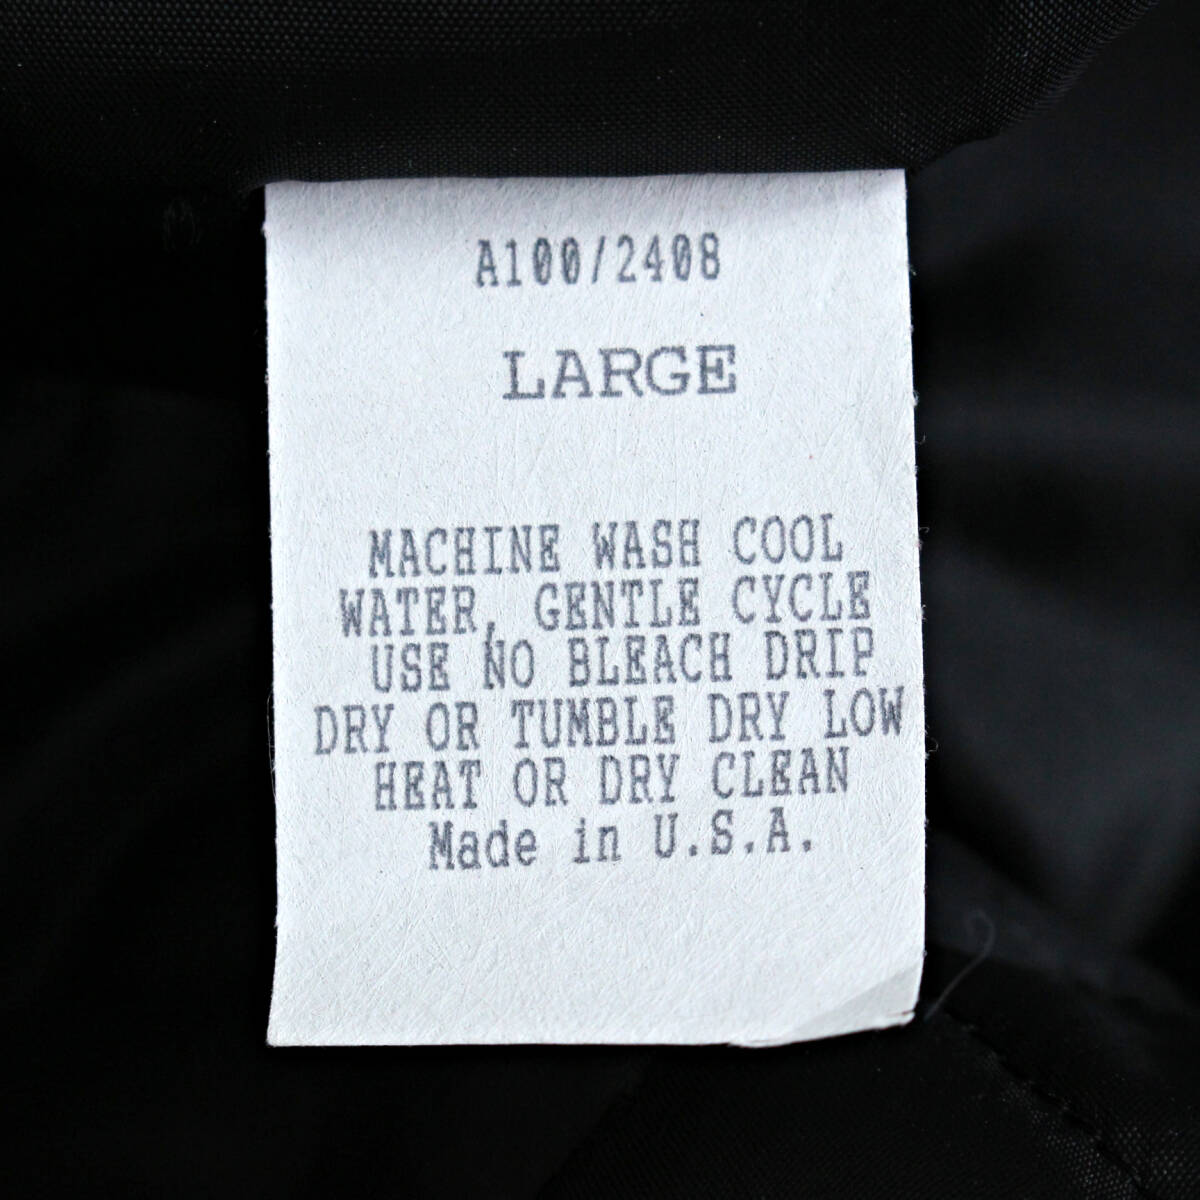 A100/2408
LARGE
MACHINE WASH COOL
WATER, GENTLE CYCLE
USE NO BLEACH DRIP
DRY OR TUMBLE DRY LOW
HEAT OR DRY CLEAN
Made in U.S.A.